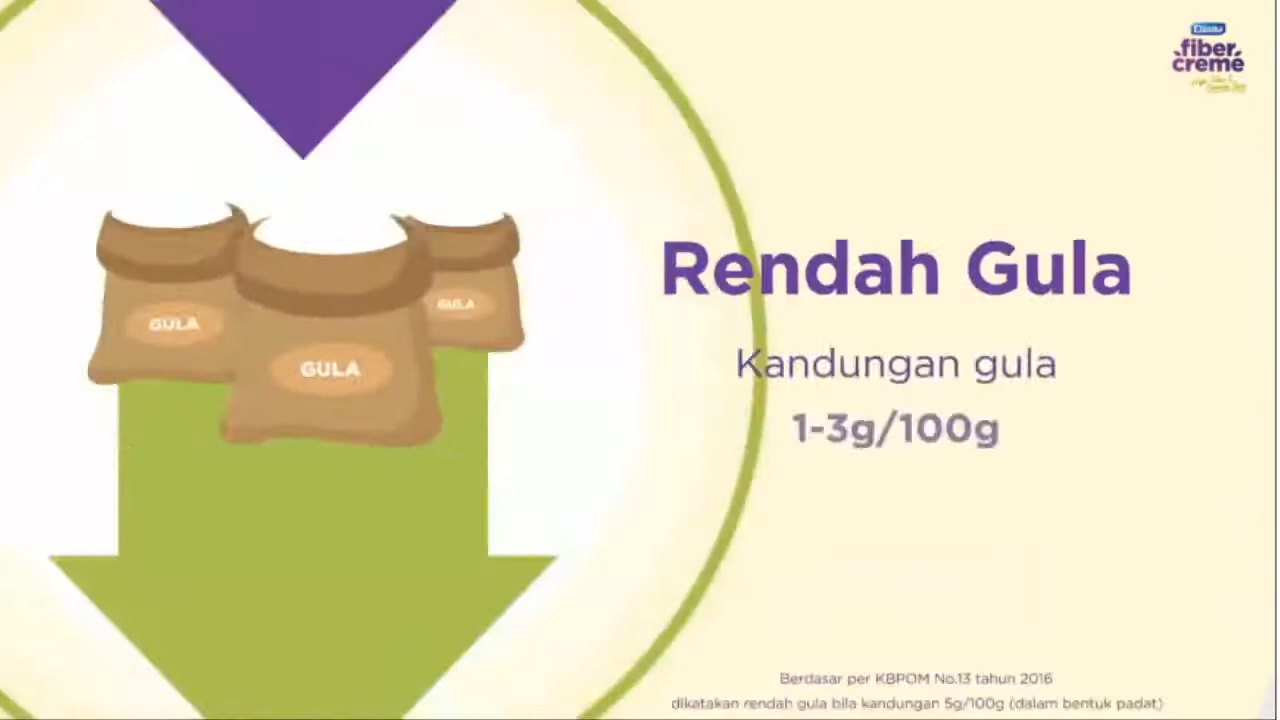 fiber
creme
Rendah Gula
GULA
GULA
GULA
Kandungan gula
1-3g/100g
Berdasar per KBPOM No.13 tahun 2016
dikatakan rendah gula bila kandungan 5g/100g (dalam bentuk padat)